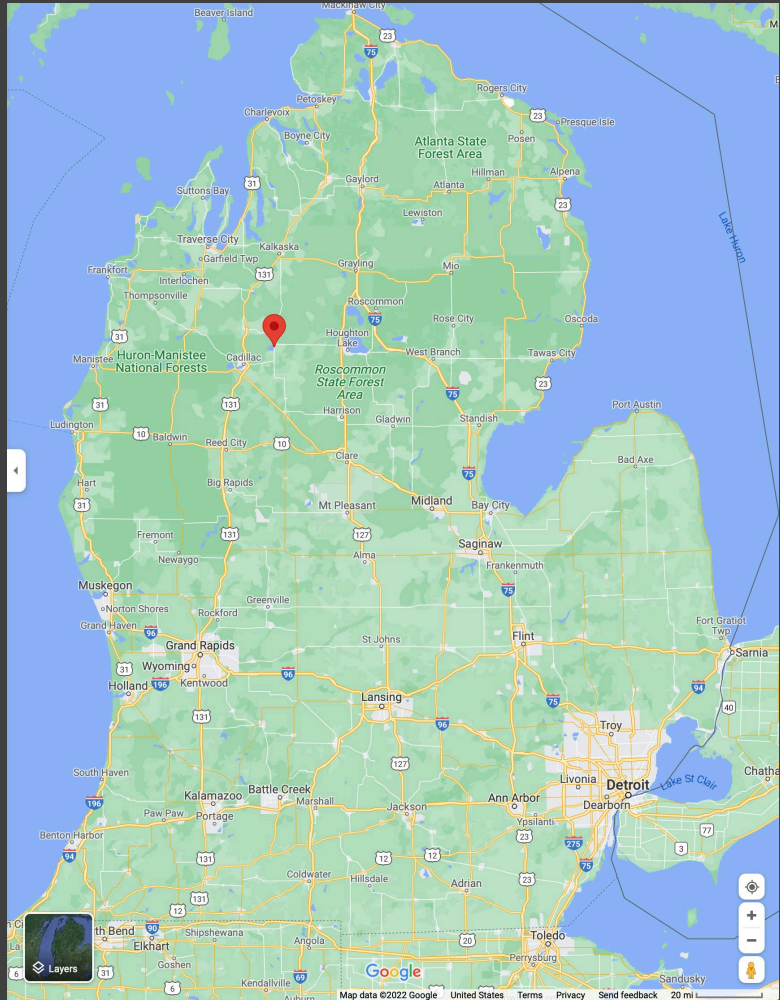 Mackinaw City
Beaver Island
23
75
Rogers City
Petoskey
Charlevoix
23
Presque Isle
Boyne City
Posen
Atlanta State
Forest Area
Hillman
Alpena
Gaylord
31
Atlanta
Suttons Bay
23
Lewiston
Lake Huron
Traverse City
Kalkaska
Garfield Twp
Grayling
Mio
Frankfort
131
Interlochen
Thompsonville
Roscommon
75
Rose City
Oscoda
31
Houghton
Lake
Manistee
Huron-Manistee
National Forests
Cadillac
West Branch
Tawas City
Roscommon
State Forest
Area
23
75
31
131
Port Austin
Harrison
Gladwin
Standish
Ludington
10
Baldwin
Reed City
10
Clare
Bad Axe
75
Hart
Big Rapids
31
Mt Pleasant
Midland
Bay City
Fremont
131
127
Saginaw
Newaygo
Alma
Frankenmuth
Muskegon
75
Greenville
Norton Shores
Rockford
Grand Haven
96
Fort Gratiot
Twp
St Johns
Flint
Grand Rapids
Sarnia
Wyoming
31
96
Holland
196
Kentwood
94
Lansing
75
40
131
96
Troy
127
South Haven
Livonia
Detroit
Lake St Clair
Chatha
196
Kalamazoo
Battle Creek
Marshall
Ann Arbor
Dearborn
Paw Paw
Portage
Jackson
Ypsilanti
77
Benton Harbor
23
275
3
94
131
12
12
75
Coldwater
Hillsdale
Adrian
23
131
12
90
th Bend
Shipshewana
Toledo
Elkhart
Angola
20
Perrysburg
Layers
Goshen
6
31
6
Kendallville
69
Auburn
Google
Sandusky
Map data ©2022 Google United States Terms Privacy Send feedback 20 mi